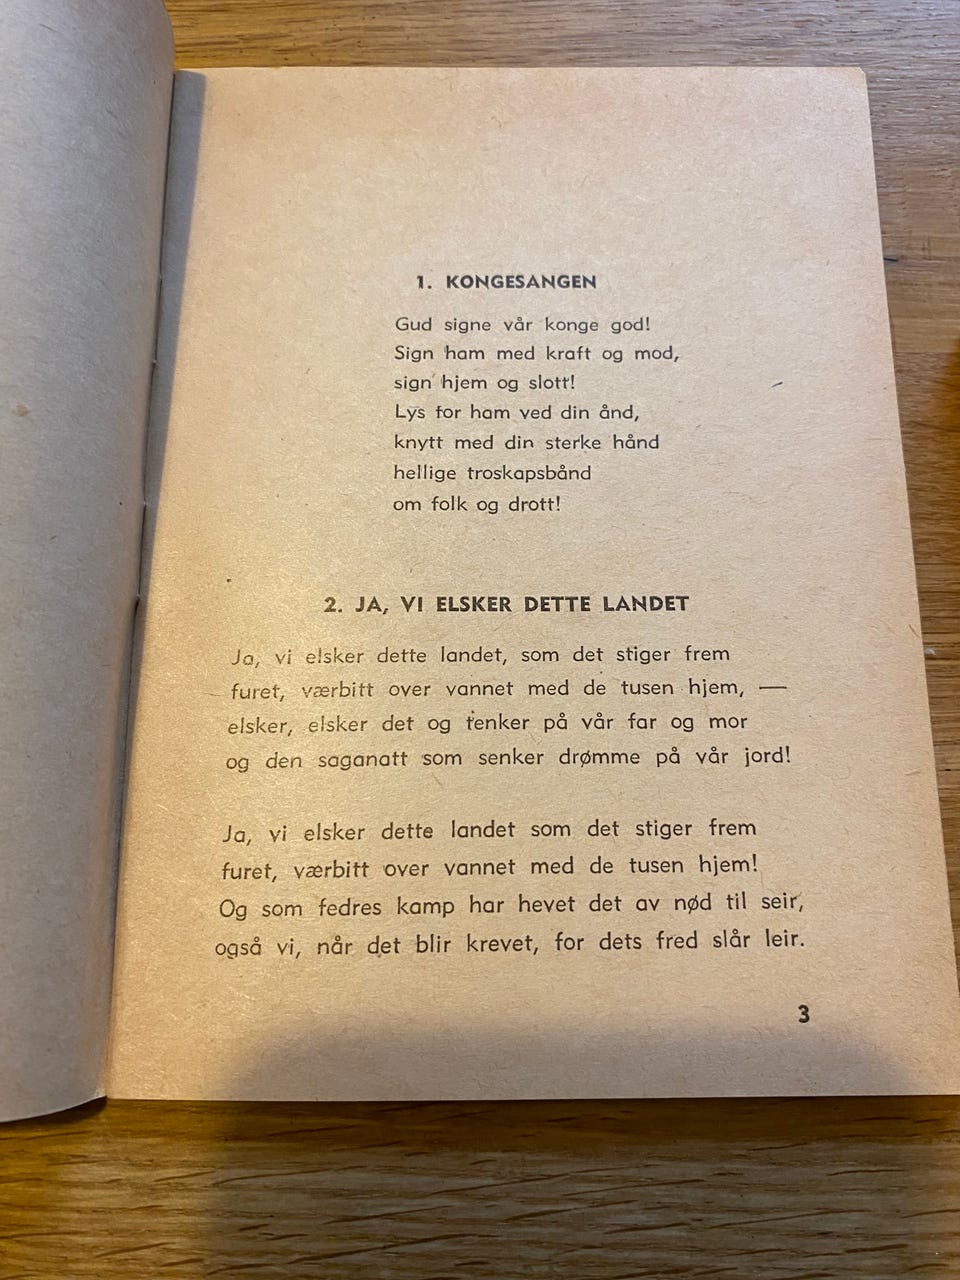 1. KONGESANGEN
Gud signe vår konge god!
Sign ham med kraft og mod,
sign hjem og slott!
Lys for ham ved din ånd,
knytt med din sterke hånd
hellige troskapsbånd
om folk og drott!
2. JA, VI ELSKER DETTE LANDET
Ja, vi elsker dette landet, som det stiger frem
furet, værbitt over vannet med de tusen hjem, —
elsker, elsker det og tenker på vår far og mor
og den saganatt som senker drømme på vår jord!
Ja, vi elsker dette landet som det stiger frem
furet, værbitt over vannet med de tusen hjem!
Og som fedres kamp har hevet det av nød til seir,
også vi, når det blir krevet, for dets fred slår leir.
3